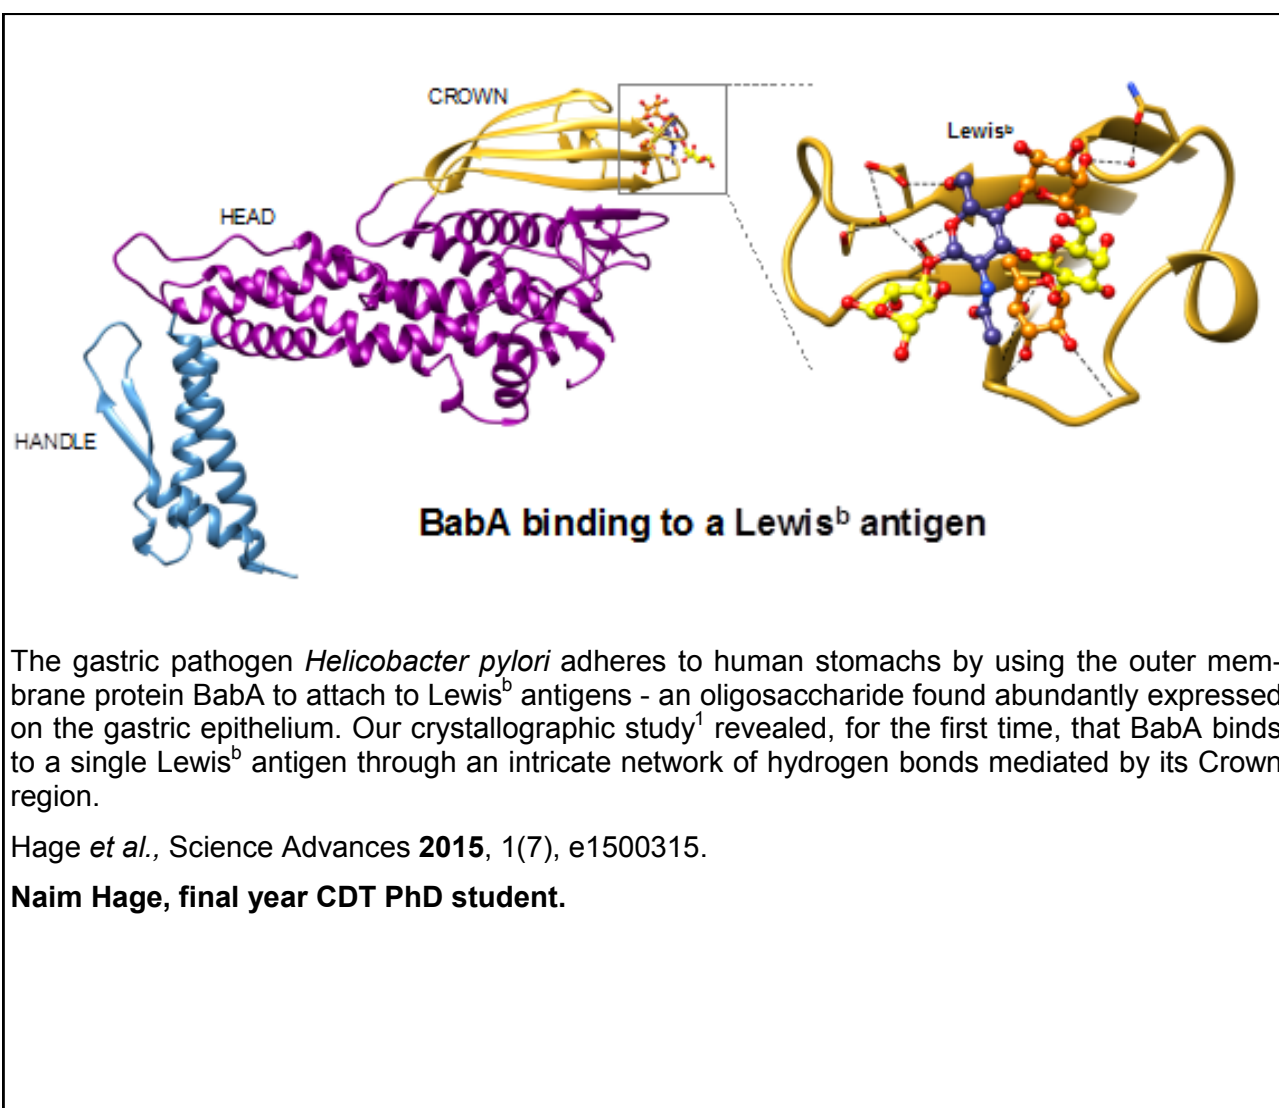 CROWN
Lewisᵇ
HEAD
HANDLE
BabA binding to a Lewisᵇ antigen
The gastric pathogen Helicobacter pylori adheres to human stomachs by using the outer mem-
brane protein BabA to attach to Lewisᵇ antigens - an oligosaccharide found abundantly expressed
on the gastric epithelium. Our crystallographic study¹ revealed, for the first time, that BabA binds
to a single Lewisᵇ antigen through an intricate network of hydrogen bonds mediated by its Crown
region.
Hage et al., Science Advances 2015, 1(7), e1500315.
Naim Hage, final year CDT PhD student.